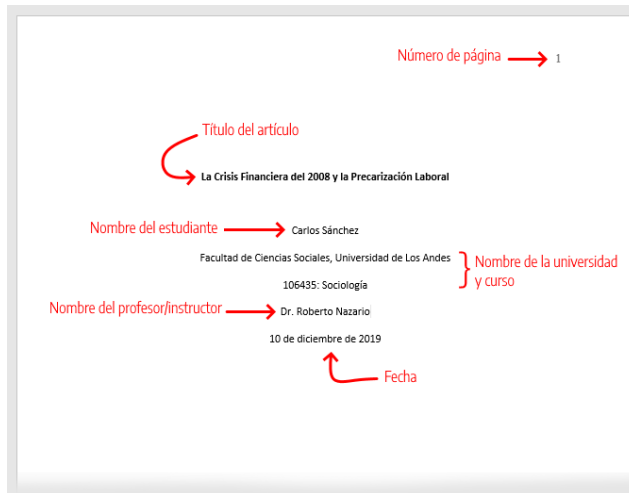 Número de página 1
Título del artículo
La Crisis Financiera del 2008 y la Precarización Laboral
Nombre del estudiante Carlos Sánchez
Facultad de Ciencias Sociales, Universidad de Los Andes
Nombre de la universidad
y curso
106435: Sociología
Nombre del profesor/instructor Dr. Roberto Nazario
10 de diciembre de 2019
Fecha